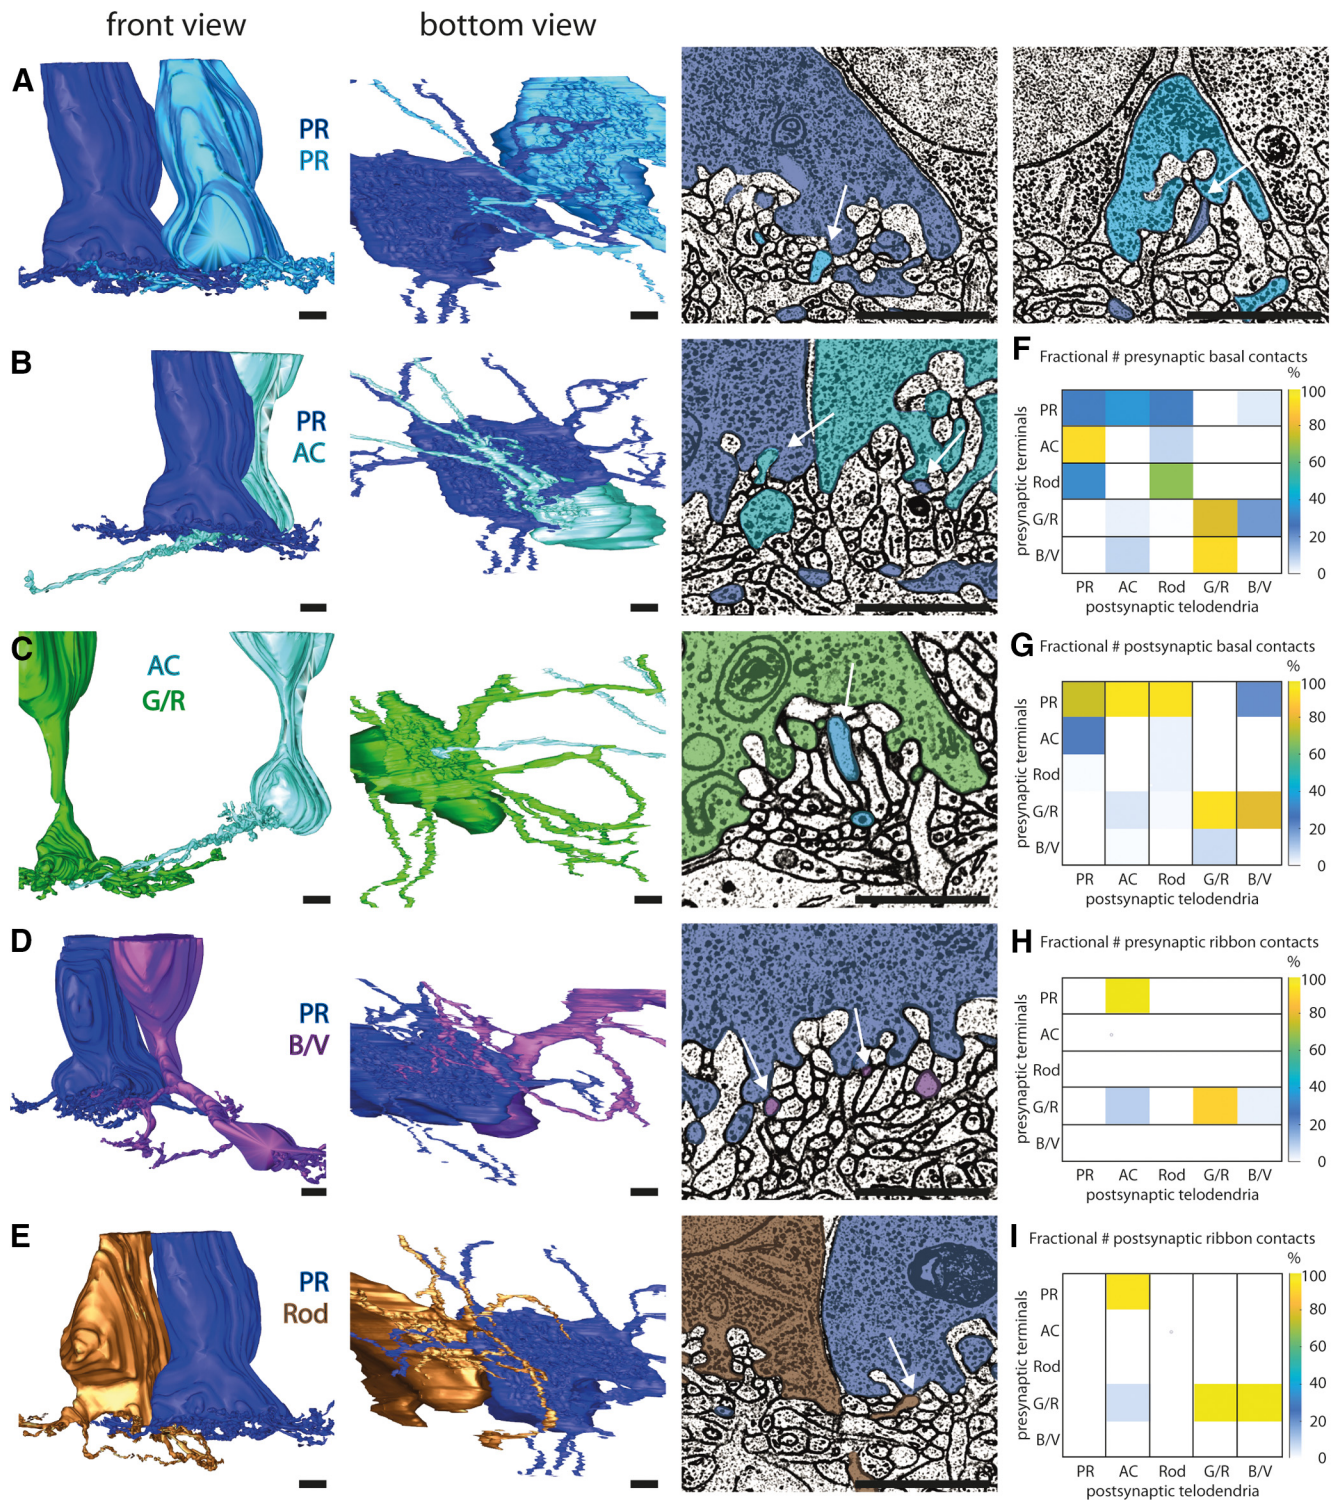 front view
bottom view
A
PR
PR
B
PR
AC
C
AC
G/R
D
PR
B/V
E
PR
Rod
F Fractional # presynaptic basal contacts
%
presynaptic terminals
PR
AC
Rod
G/R
B/V
100
80
60
40
20
0
PR AC Rod G/R B/V
postsynaptic telodendria
G Fractional # postsynaptic basal contacts
%
presynaptic terminals
PR
AC
Rod
G/R
B/V
100
80
60
40
20
0
PR AC Rod G/R B/V
postsynaptic telodendria
H Fractional # presynaptic ribbon contacts
%
presynaptic terminals
PR
AC
Rod
G/R
B/V
100
80
60
40
20
0
PR AC Rod G/R B/V
postsynaptic telodendria
I Fractional # postsynaptic ribbon contacts
%
presynaptic terminals
PR
AC
Rod
G/R
B/V
100
80
60
40
20
0
PR AC Rod G/R B/V
postsynaptic telodendria